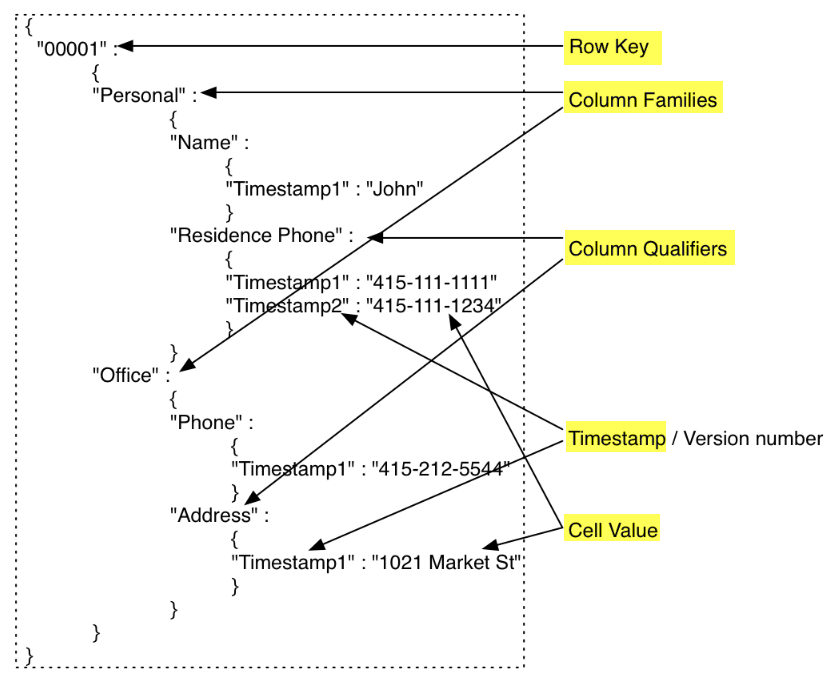 {
"00001" :
Row Key
{
"Personal" :
Column Families
{
"Name" :
{
"Timestamp1" : "John"
}
"Residence Phone" :
Column Qualifiers
{
"Timestamp1" : "415-111-1111"
"Timestamp2" : "415-111-1234"
}
}
"Office" :
{
"Phone" :
Timestamp / Version number
{
"Timestamp1" : "415-212-5544"
}
"Address" :
Cell Value
{
"Timestamp1" : "1021 Market St"
}
}
}
}